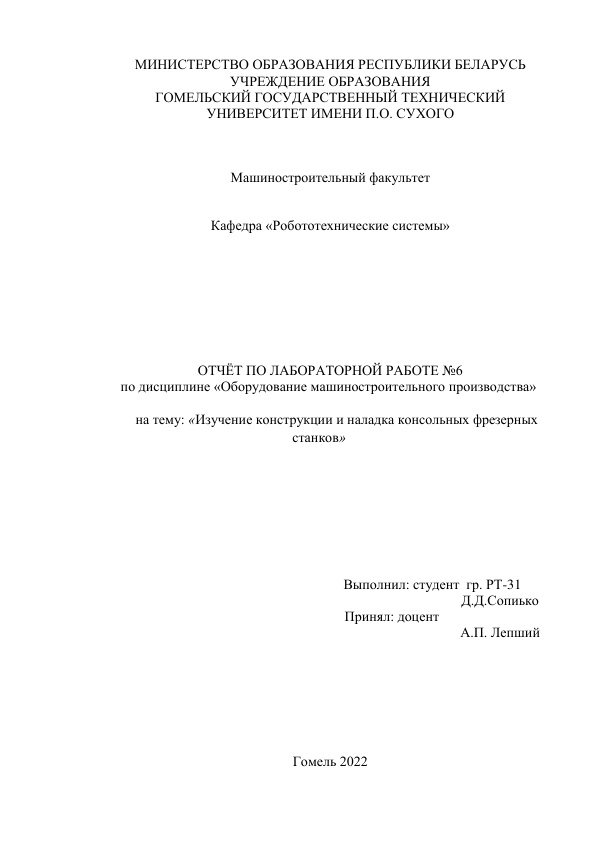 МИНИСТЕРСТВО ОБРАЗОВАНИЯ РЕСПУБЛИКИ БЕЛАРУСЬ
УЧРЕЖДЕНИЕ ОБРАЗОВАНИЯ
ГОМЕЛЬСКИЙ ГОСУДАРСТВЕННЫЙ ТЕХНИЧЕСКИЙ
УНИВЕРСИТЕТ ИМЕНИ П.О. СУХОГО
Машиностроительный факультет
Кафедра «Робототехнические системы»
ОТЧЁТ ПО ЛАБОРАТОРНОЙ РАБОТЕ №6
по дисциплине «Оборудование машиностроительного производства»
на тему: «Изучение конструкции и наладка консольных фрезерных
станков»
Выполнил: студент гр. РТ-31
Д.Д.Сопиько
Принял: доцент
А.П. Лепший
Гомель 2022